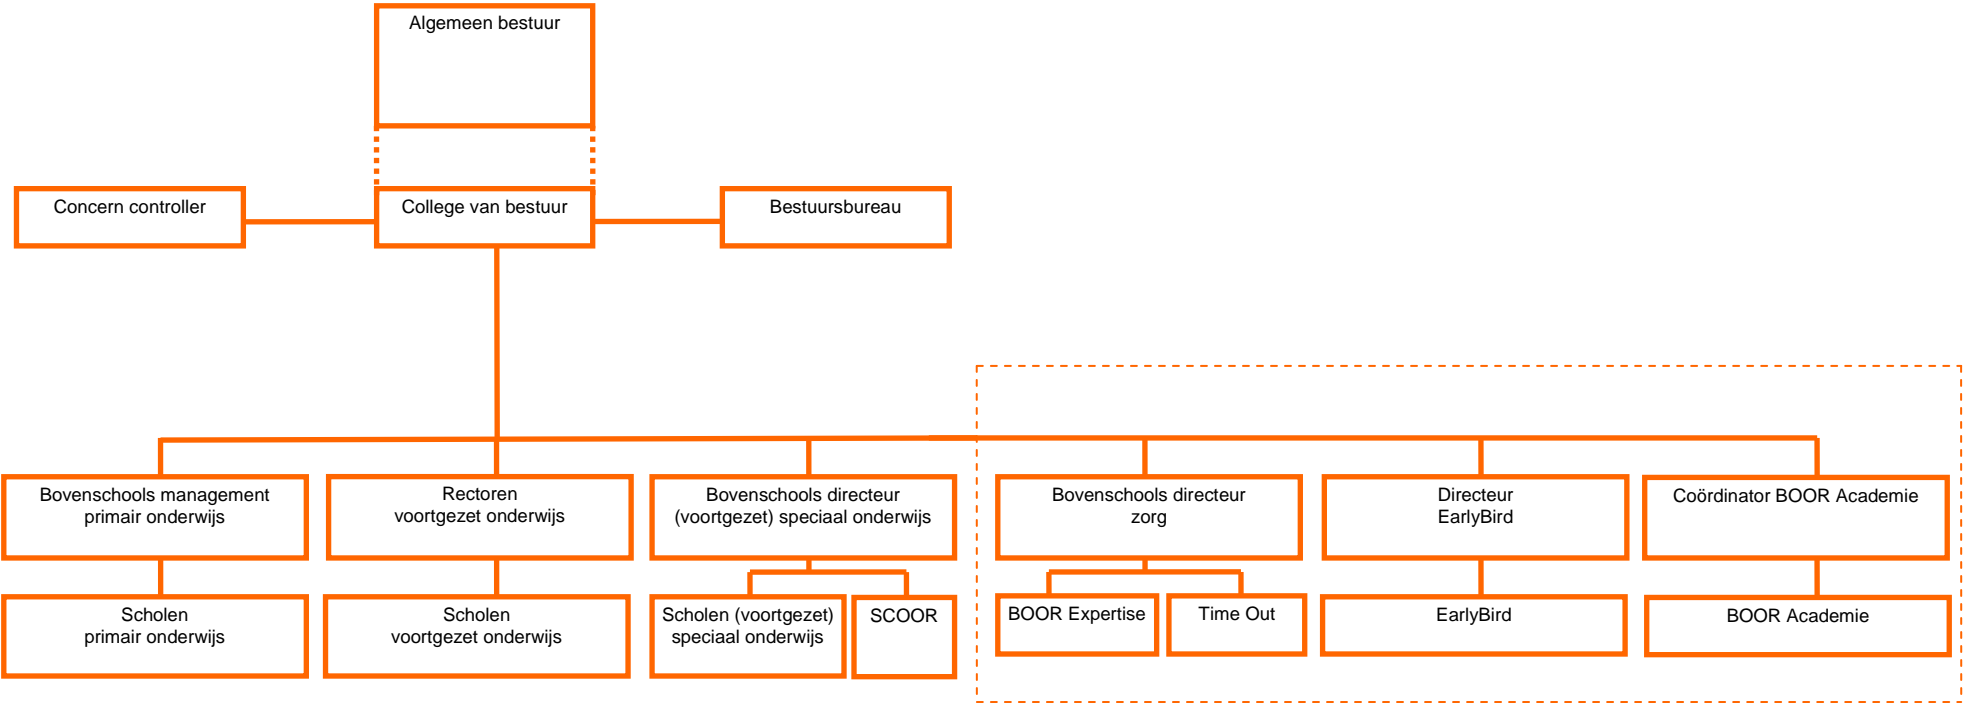 Algemeen bestuur
Concern controller
College van bestuur
Bestuursbureau
Bovenschools management
primair onderwijs
Rectoren
voortgezet onderwijs
Bovenschools directeur
(voortgezet) speciaal onderwijs
Bovenschools directeur
zorg
Directeur
EarlyBird
Coördinator BOOR Academie
Scholen
primair onderwijs
Scholen
voortgezet onderwijs
Scholen (voortgezet)
speciaal onderwijs
SCOOR
BOOR Expertise
Time Out
EarlyBird
BOOR Academie